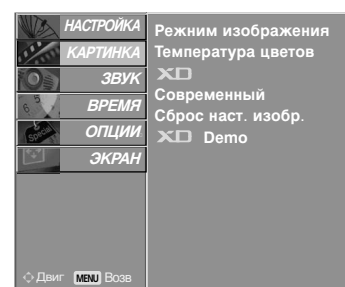 НАСТРОЙКА
КАРТИНКА
ЗВУК
ВРЕМЯ
ОПЦИИ
ЭКРАН
Режим изображения
Температура цветов
XD
Современный
Сброс наст. изобр.
XD Demo
Двиг MENU Возв